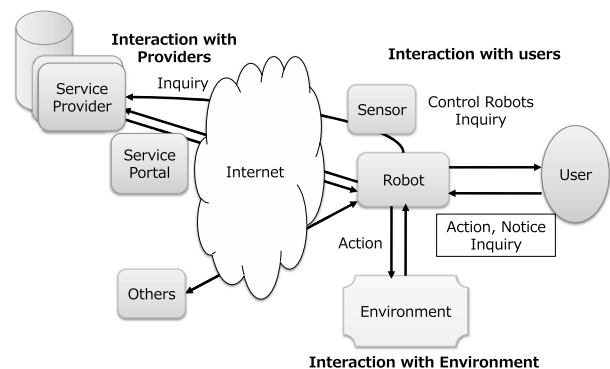 Interaction with
Providers
Interaction with users
Inquiry
Service
Provider
Sensor
Control Robots
Inquiry
Service
Portal
Internet
Robot
User
Action
Action, Notice
Inquiry
Others
Environment
Interaction with Environment